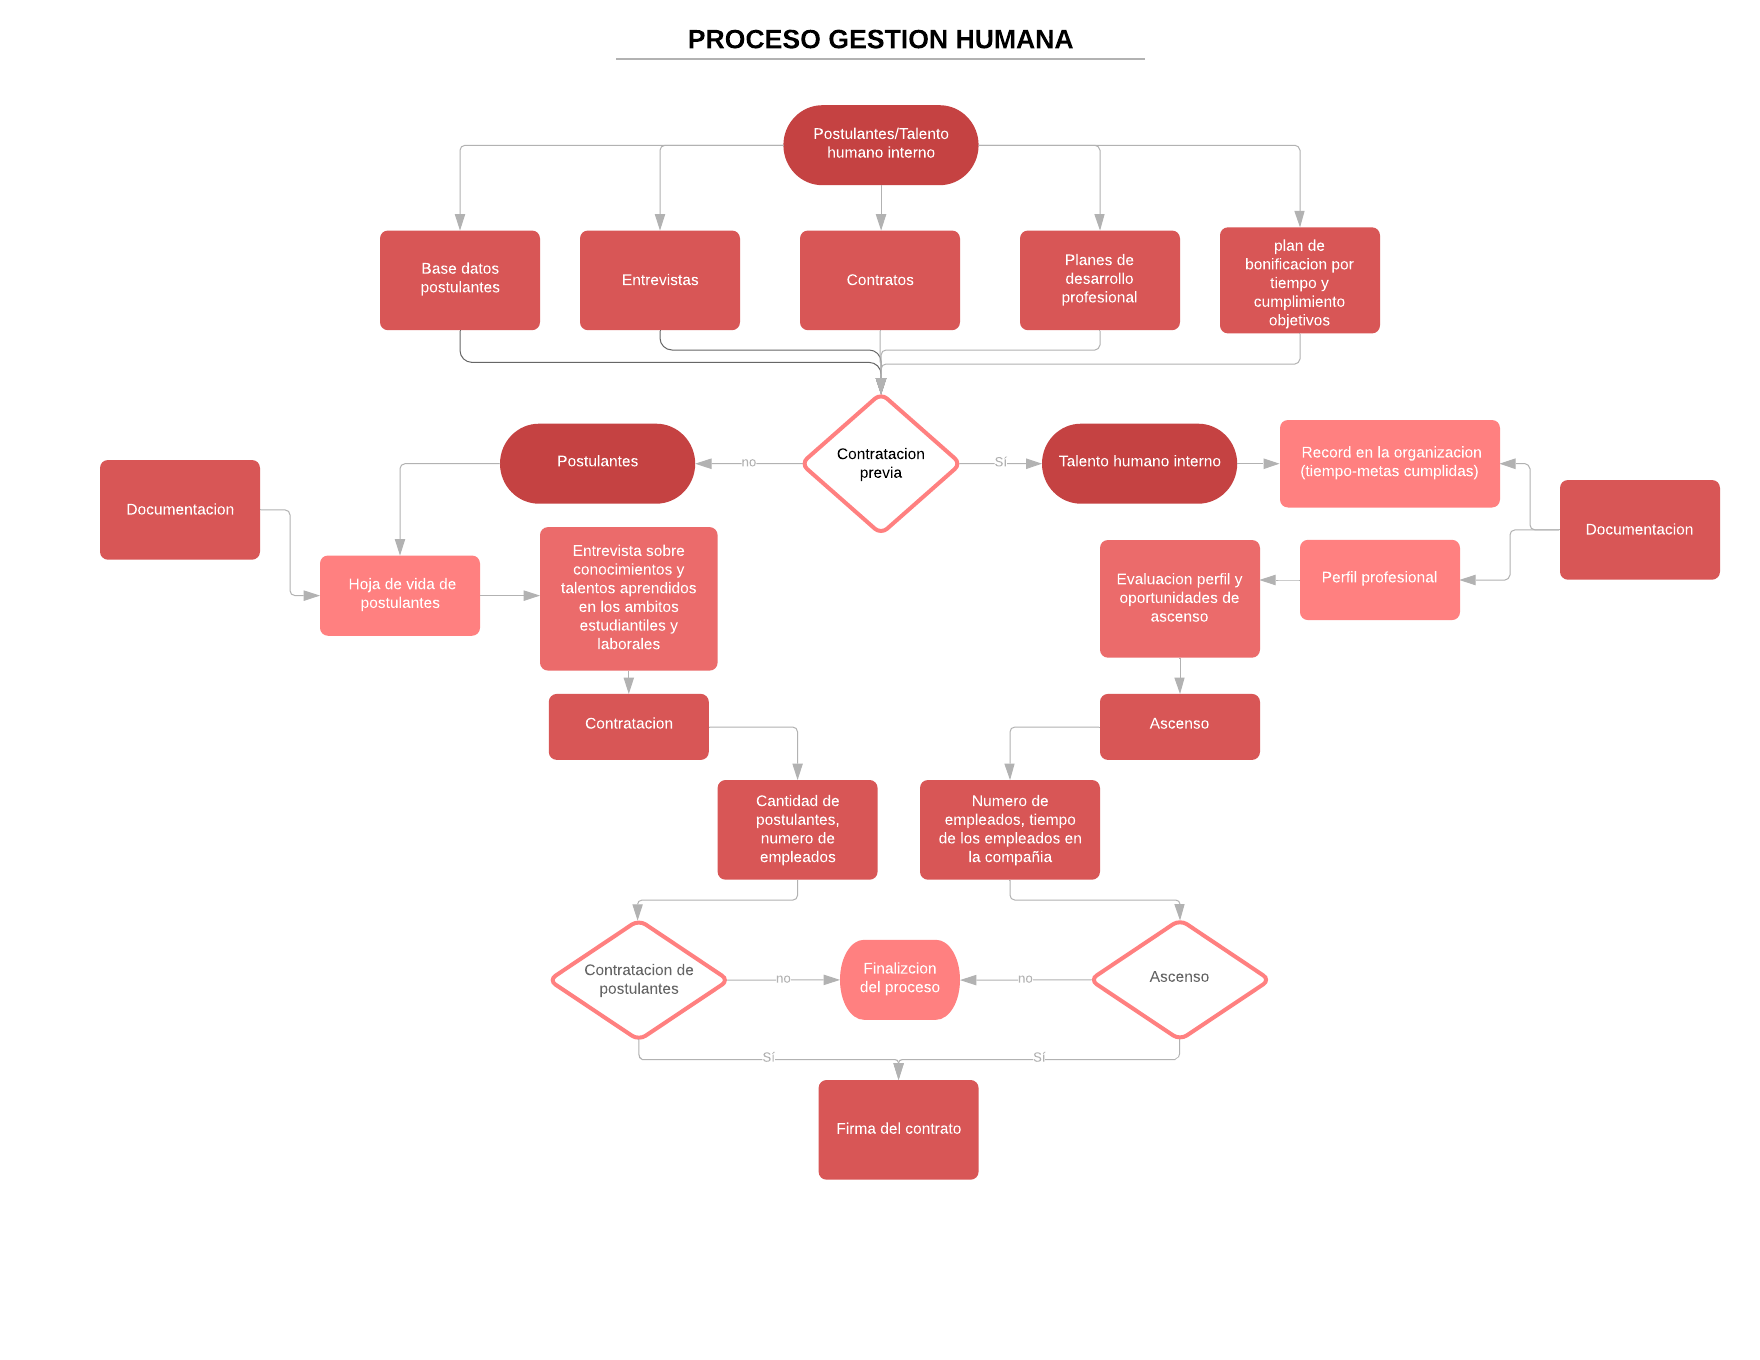 PROCESO GESTION HUMANA
Postulantes/Talento
humano interno
Base datos
postulantes
Entrevistas
Contratos
Planes de
desarrollo
profesional
plan de
bonificacion por
tiempo y
cumplimiento
objetivos
Contratacion
previa
no
Sí
Postulantes
Talento humano interno
Record en la organizacion
(tiempo-metas cumplidas)
Documentacion
Documentacion
Hoja de vida de
postulantes
Entrevista sobre
conocimientos y
talentos aprendidos
en los ambitos
estudiantiles y
laborales
Evaluacion perfil y
oportunidades de
ascenso
Perfil profesional
Contratacion
Ascenso
Cantidad de
postulantes,
numero de
empleados
Numero de
empleados, tiempo
de los empleados en
la compañia
Contratacion de
postulantes
no
Finalizcion
del proceso
no
Ascenso
Sí
Sí
Firma del contrato